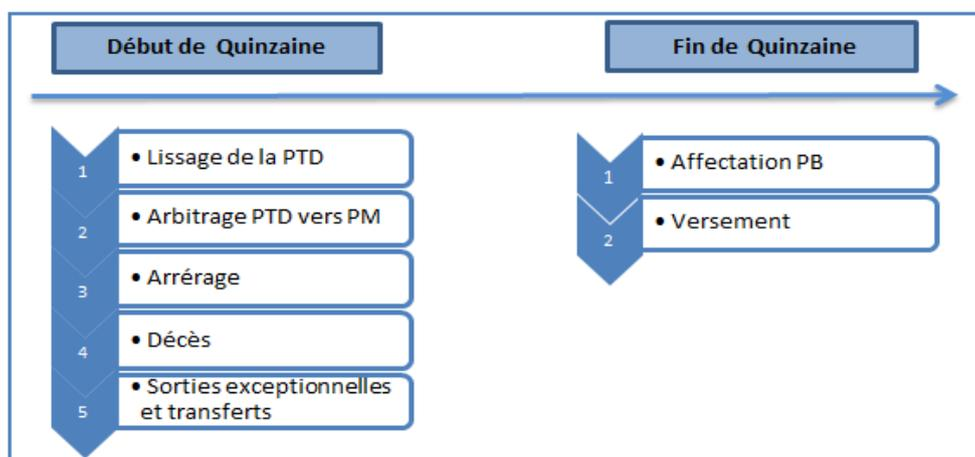 Début de Quinzaine
Fin de Quinzaine
1
• Lissage de la PTD
2
• Arbitrage PTD vers PM
3
• Arrérage
4
• Décès
5
• Sorties exceptionnelles
et transferts
1
• Affectation PB
2
• Versement